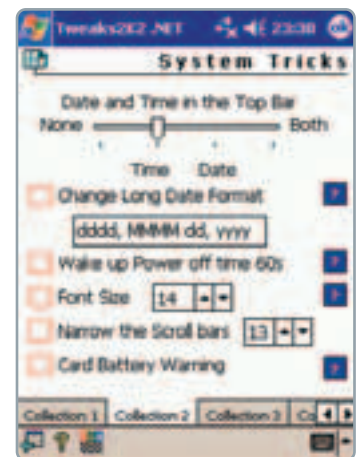 Tweaks2K2 .NET 23:38 ok
System Tricks
Date and Time in the Top Bar
None Both
Time Date
Change Long Date Format ?
dddd, MMMM dd, yyyy
Wake up Power off time 60s ?
Font Size 14 ?
Narrow the Scroll bars 13
Card Battery Warning ?
Collection 1 Collection 2 Collection 3 Co